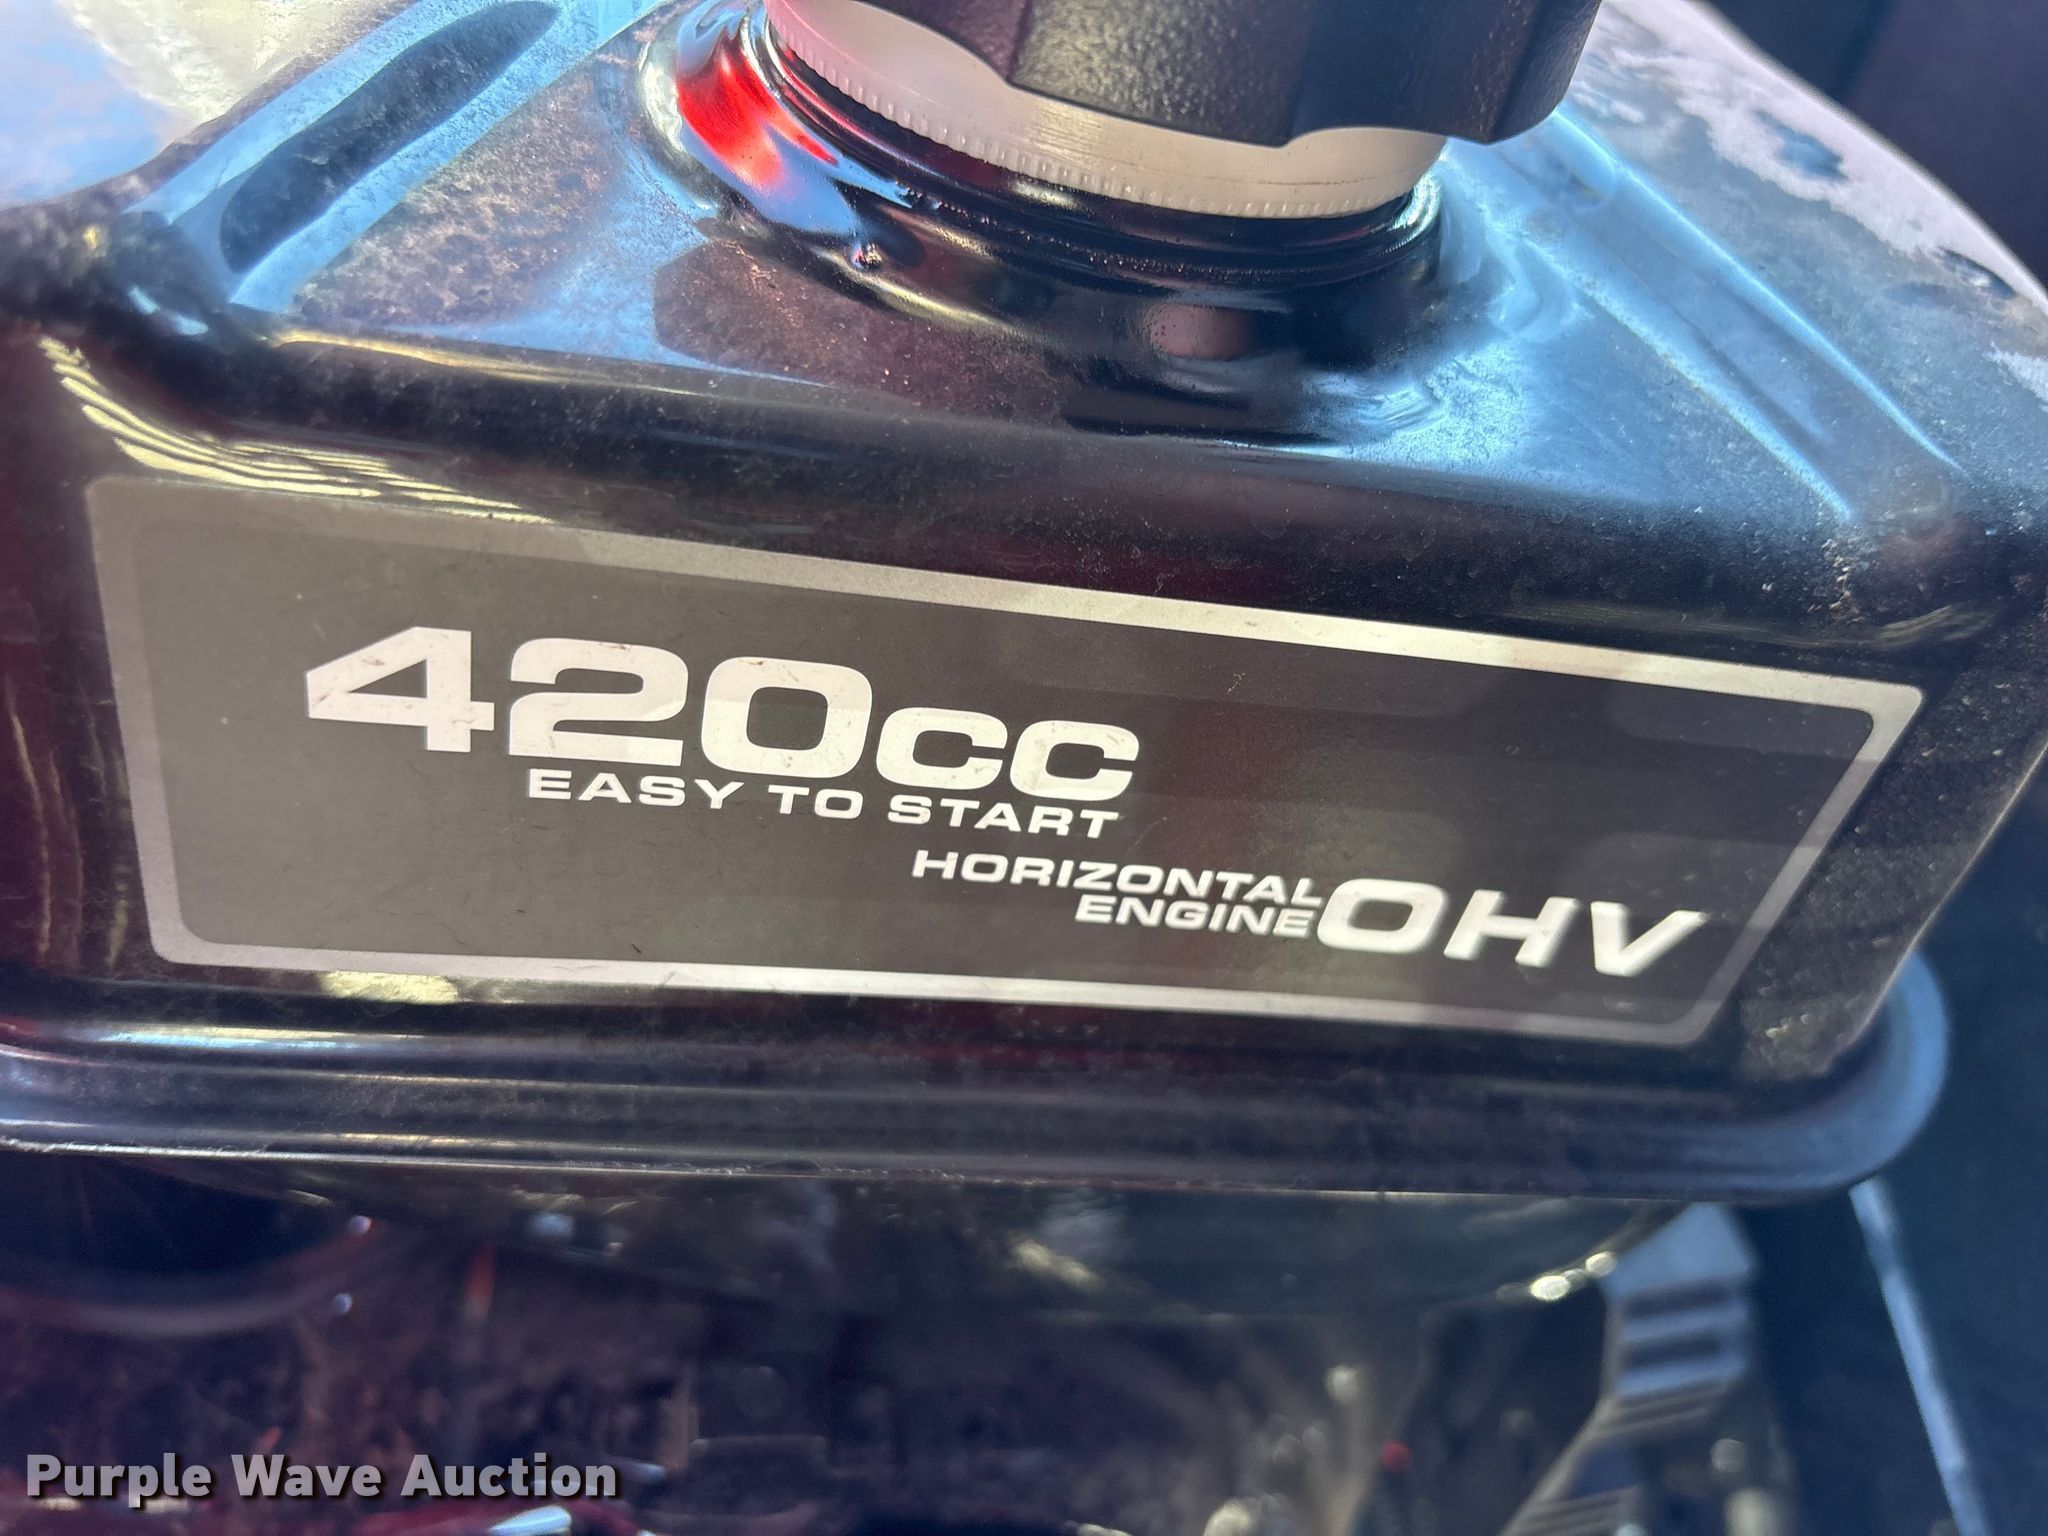 420cc
EASY TO START
HORIZONTAL
ENGINE OHV
Purple Wave Auction